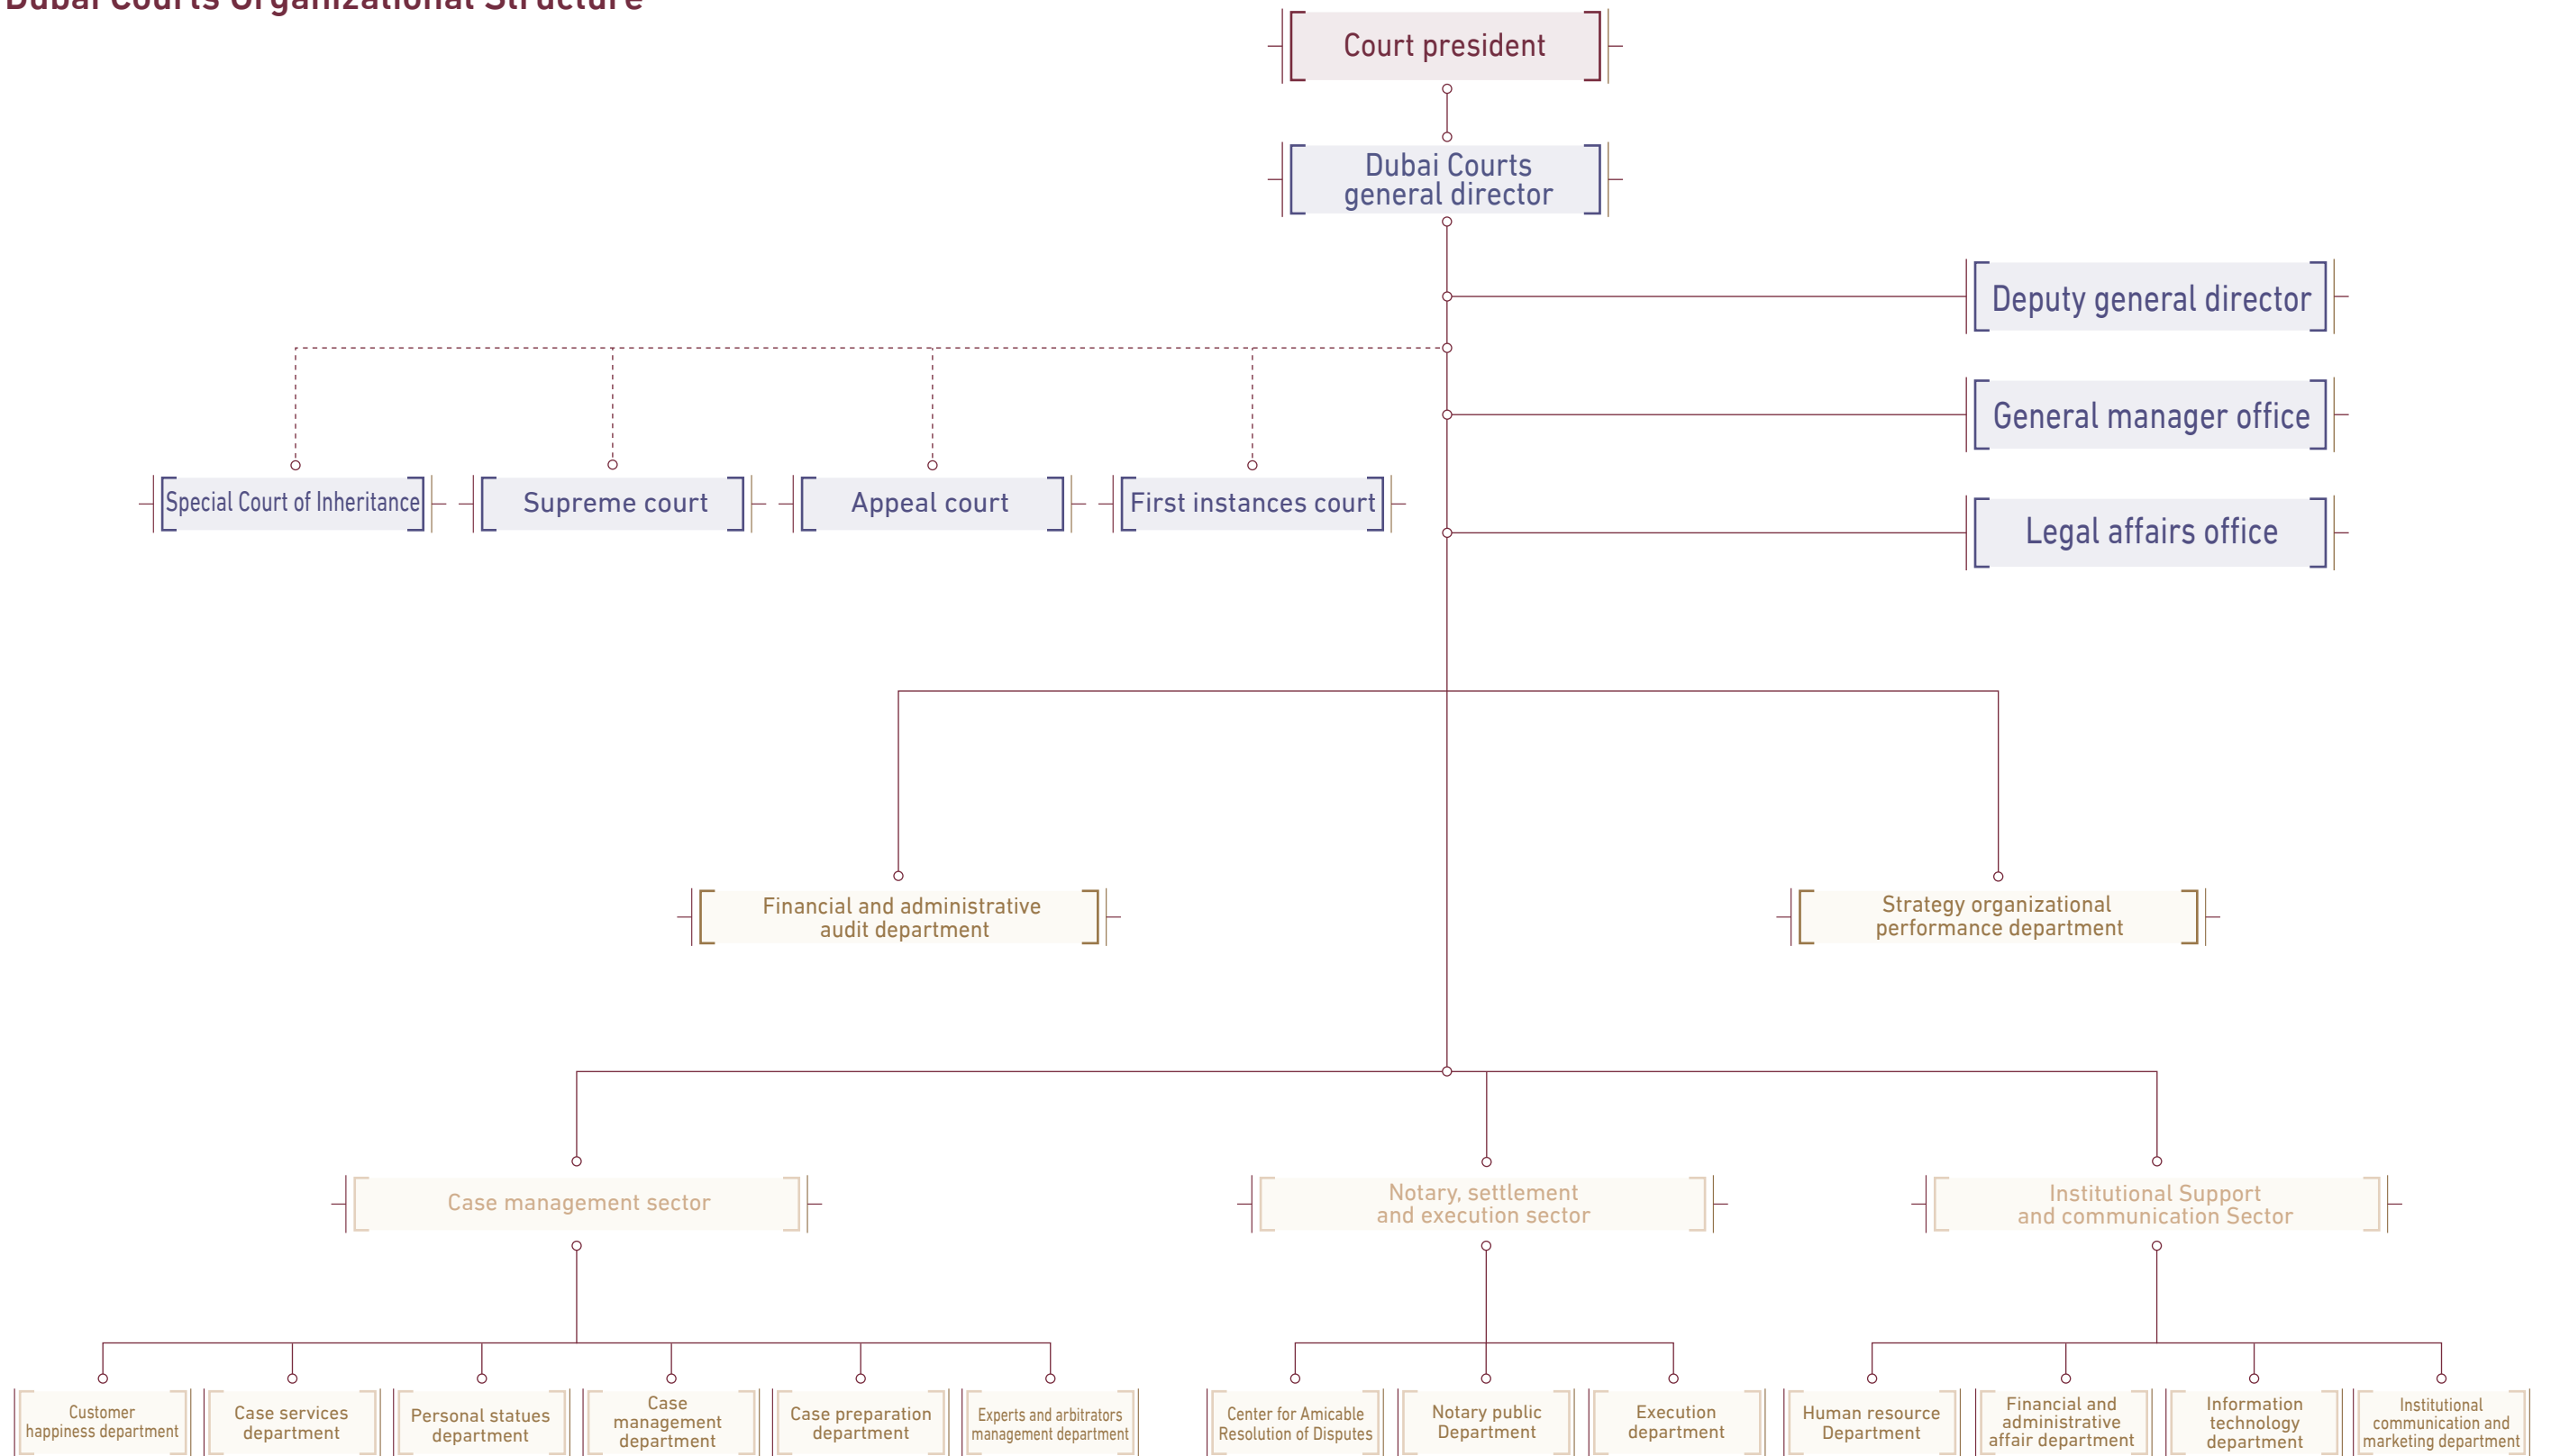 Dubai Courts Organizational Structure
Court president
Dubai Courts
general director
Deputy general director
General manager office
Legal affairs office
Special Court of Inheritance
Supreme court
Appeal court
First instances court
Financial and administrative
audit department
Strategy organizational
performance department
Case management sector
Notary, settlement
and execution sector
Institutional Support
and communication Sector
Customer
happiness department
Case services
department
Personal statues
department
Case
management
department
Case preparation
department
Experts and arbitrators
management department
Center for Amicable
Resolution of Disputes
Notary public
Department
Execution
department
Human resource
Department
Financial and
administrative
affair department
Information
technology
department
Institutional
communication and
marketing department